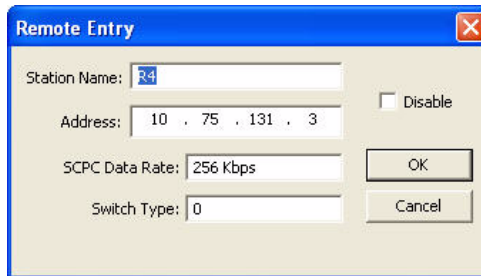 Remote Entry
Station Name: R4
Disable
Address: 10 . 75 . 131 . 3
SCPC Data Rate: 256 Kbps
OK
Switch Type: 0
Cancel